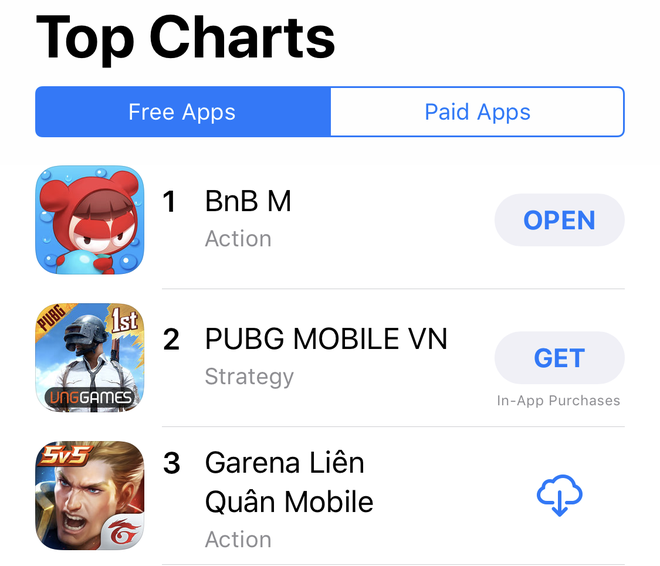 Top Charts
Free Apps
Paid Apps
1
BnB M
OPEN
Action
PUBG
1st
VNGGAMES
2
PUBG MOBILE VN
GET
Strategy
In-App Purchases
5v5
3
Garena Liên
Quân Mobile
Action